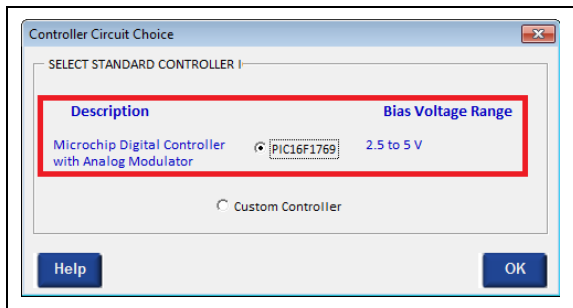 Controller Circuit Choice
SELECT STANDARD CONTROLLER I
Description Bias Voltage Range
Microchip Digital Controller PIC16F1769 2.5 to 5 V
with Analog Modulator
Custom Controller
Help OK